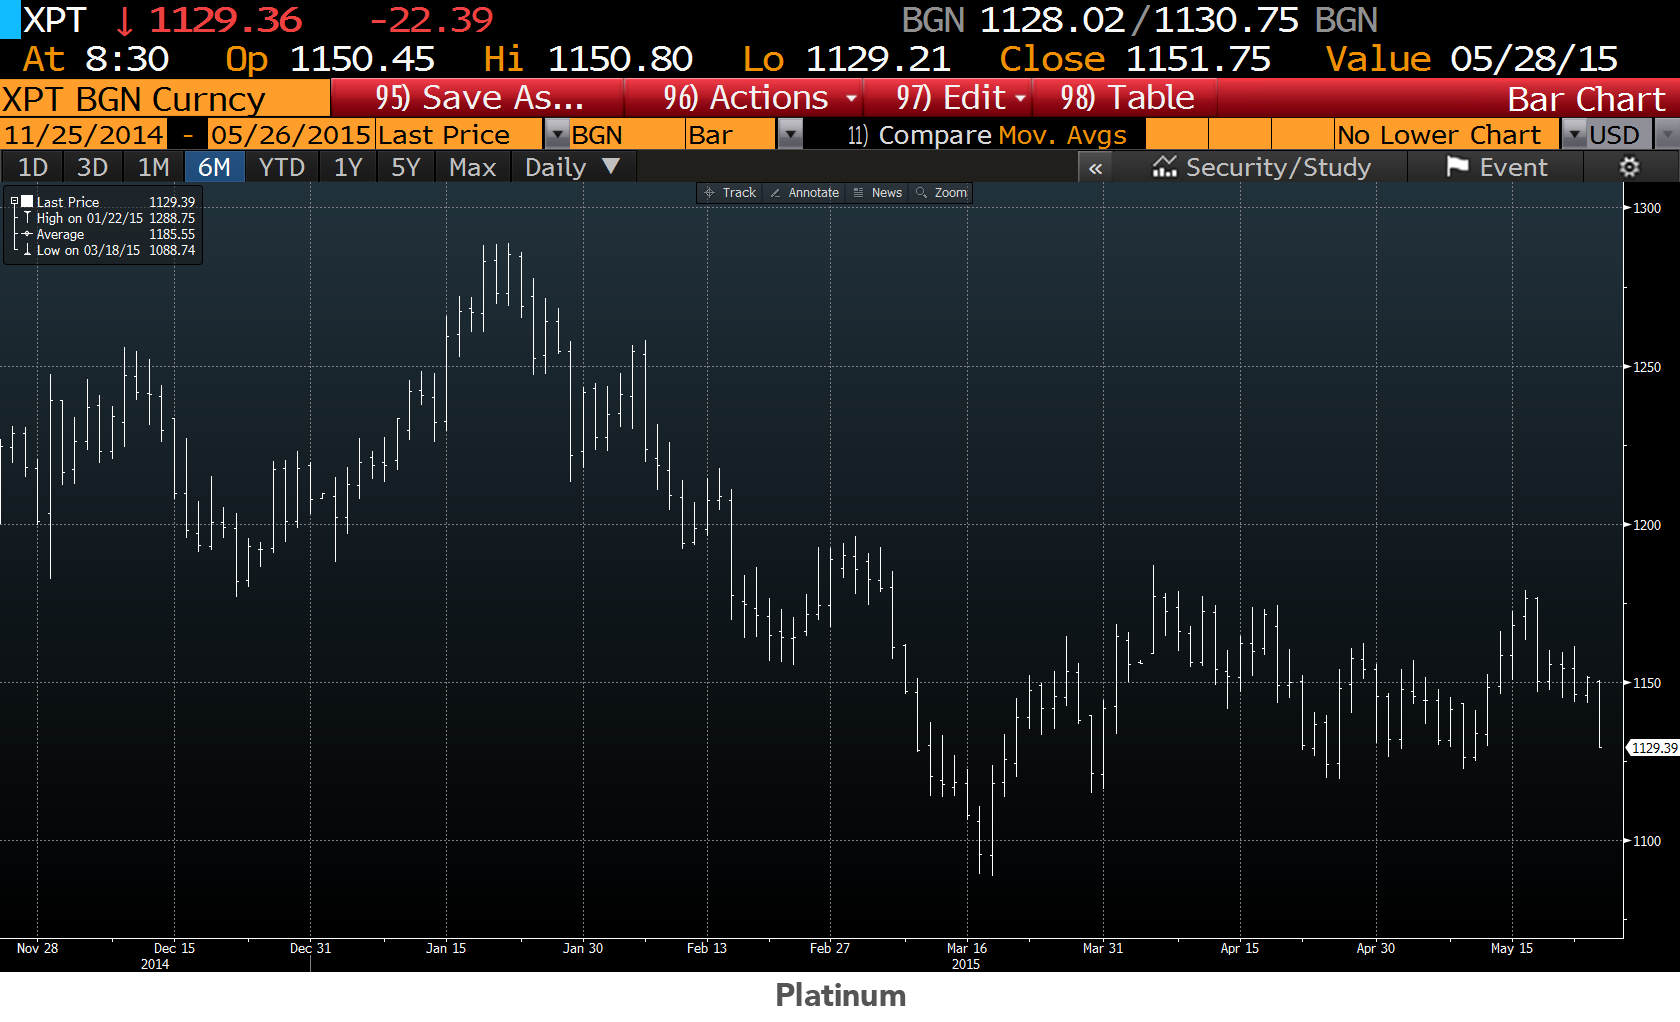 XPT ↓ 1129.36 -22.39 BGN 1128.02/1130.75 BGN
At 8:30 Op 1150.45 Hi 1150.80 Lo 1129.21 Close 1151.75 Value 05/28/15
XPT BGN Curncy 95) Save As... 96) Actions 97) Edit 98) Table Bar Chart
11/25/2014 - 05/26/2015 Last Price BGN Bar 11) Compare Mov. Avgs No Lower Chart USD
1D 3D 1M 6M YTD 1Y 5Y Max Daily ▼ « Security/Study Event
Track Annotate News Zoom
Last Price 1129.39
High on 01/22/15 1288.75
Average 1185.55
Low on 03/18/15 1088.74
1300
1250
1200
1150
1129.39
1100
Nov 28 Dec 15 Dec 31 Jan 15 Jan 30 Feb 13 Feb 27 Mar 16 Mar 31 Apr 15 Apr 30 May 15
2014 2015
Platinum